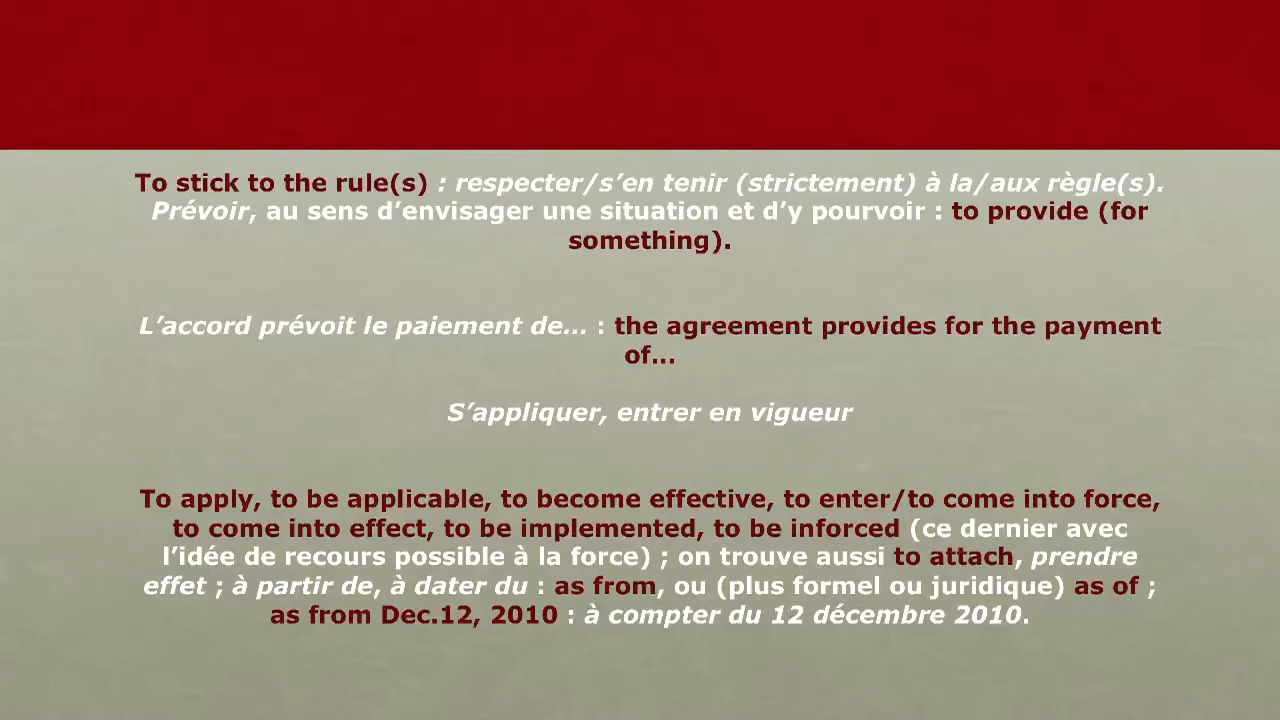 To stick to the rule(s) : respecter/s’en tenir (strictement) à la/aux règle(s).
Prévoir, au sens d’envisager une situation et d’y pourvoir : to provide (for
something).
L’accord prévoit le paiement de… : the agreement provides for the payment
of…
S’appliquer, entrer en vigueur
To apply, to be applicable, to become effective, to enter/to come into force,
to come into effect, to be implemented, to be inforced (ce dernier avec
l’idée de recours possible à la force) ; on trouve aussi to attach, prendre
effet ; à partir de, à dater du : as from, ou (plus formel ou juridique) as of ;
as from Dec.12, 2010 : à compter du 12 décembre 2010.